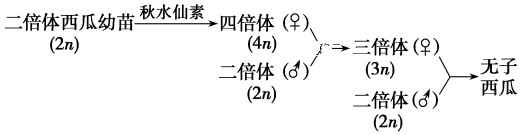 二倍体西瓜幼苗 秋水仙素 四倍体(♀)
(2n) (4n)
二倍体(♂)
(2n)
三倍体(♀)
(3n)
二倍体(♂)
(2n)
无子
西瓜